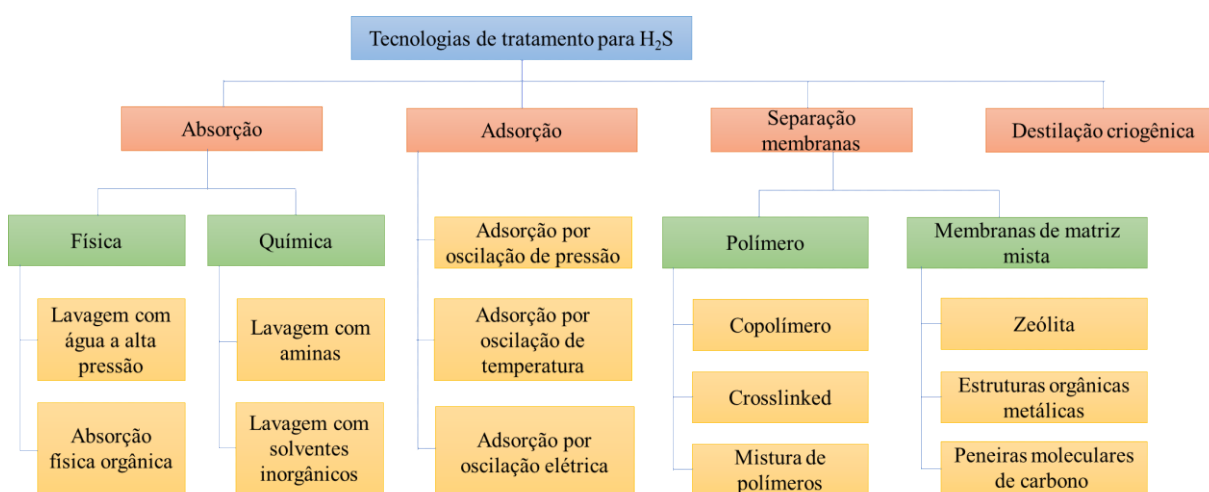 Tecnologias de tratamento para H₂S
Absorção
Adsorção
Separação
membranas
Destilação criogênica
Física
Química
Polímero
Membranas de matriz
mista
Lavagem com
água a alta
pressão
Absorção
física orgânica
Lavagem com
aminas
Lavagem com
solventes
inorgânicos
Adsorção por
oscilação de pressão
Adsorção por
oscilação de
temperatura
Adsorção por
oscilação elétrica
Copolímero
Crosslinked
Mistura de
polímeros
Zeólita
Estruturas orgânicas
metálicas
Peneiras moleculares
de carbono